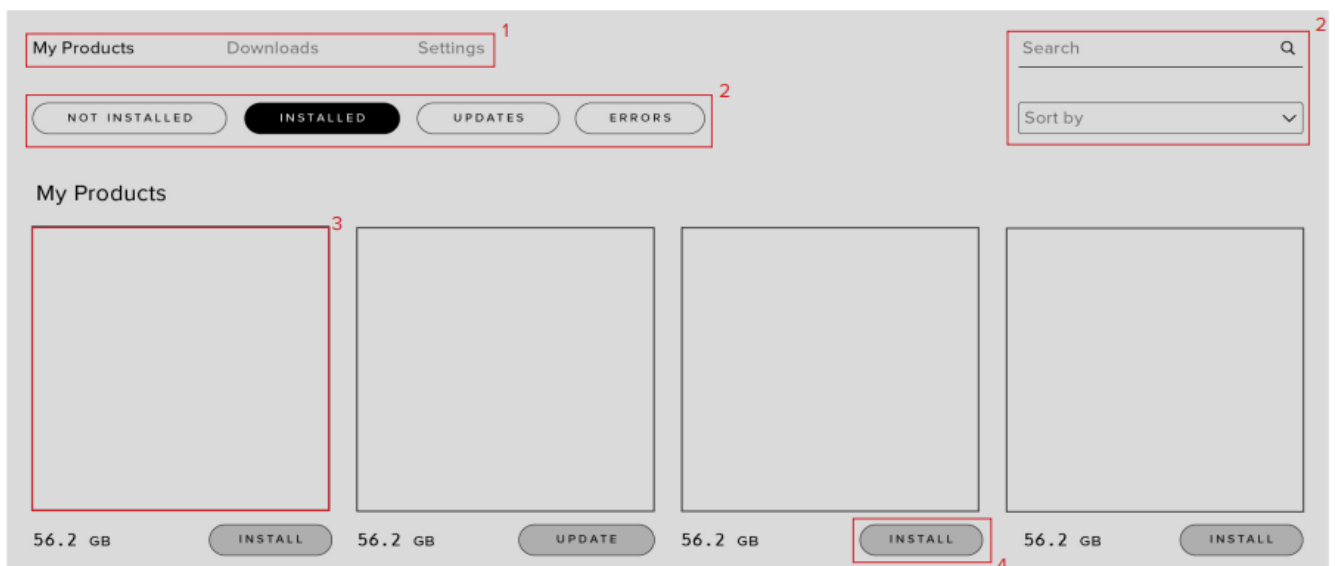 1
2
My Products Downloads Settings
Search
2
NOT INSTALLED INSTALLED UPDATES ERRORS
Sort by
My Products
3
56.2 GB INSTALL 56.2 GB UPDATE 56.2 GB INSTALL 56.2 GB INSTALL
4